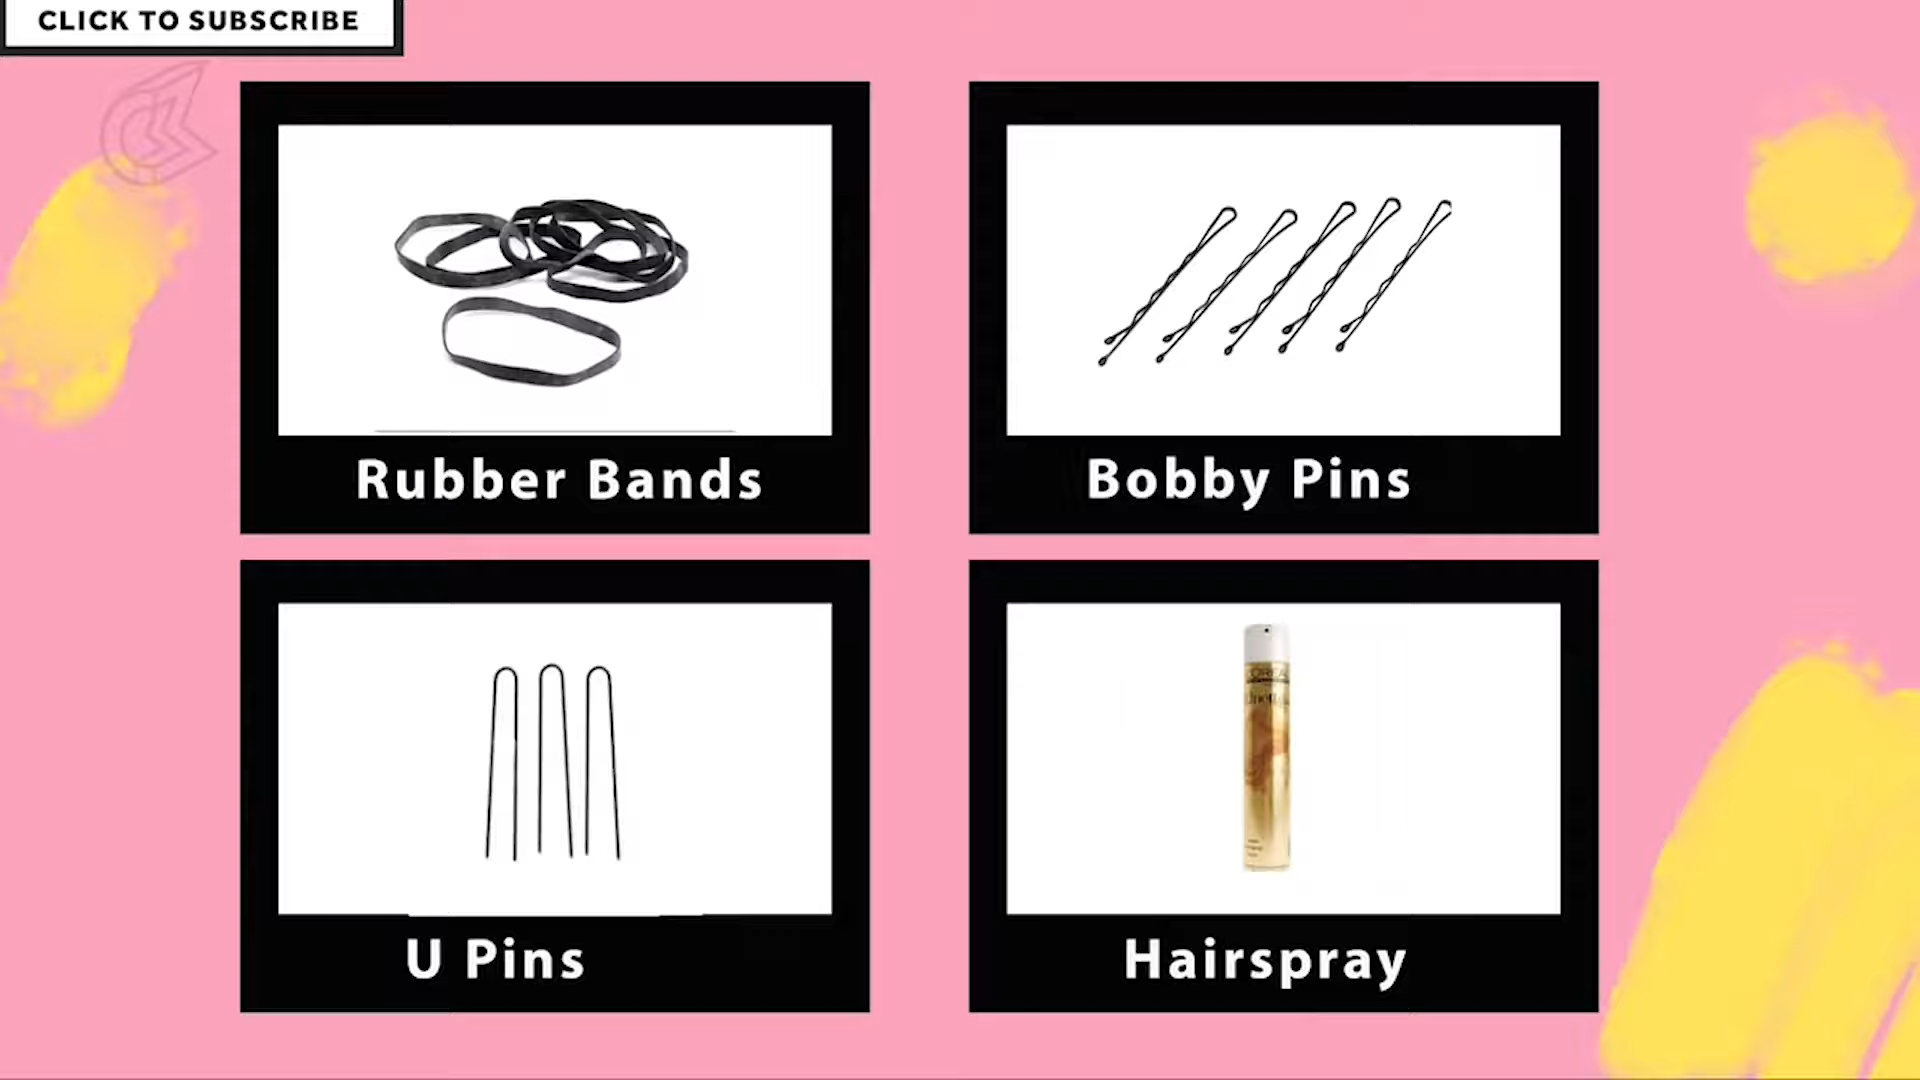 CLICK TO SUBSCRIBE
Rubber Bands
Bobby Pins
U Pins
Hairspray